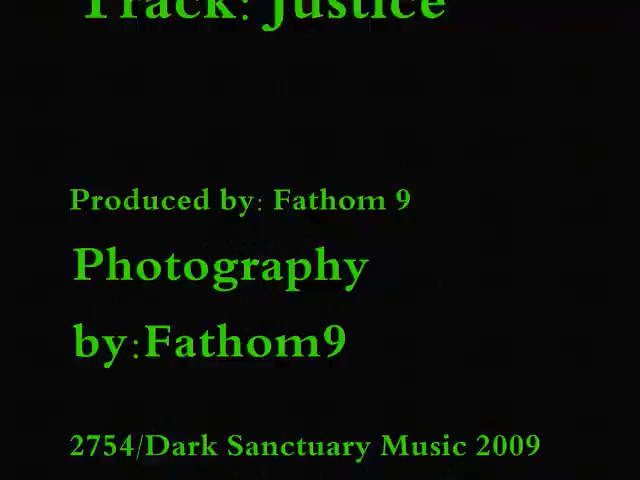 Track: Justice
Produced by: Fathom 9
Photography
by:Fathom9
2754/Dark Sanctuary Music 2009